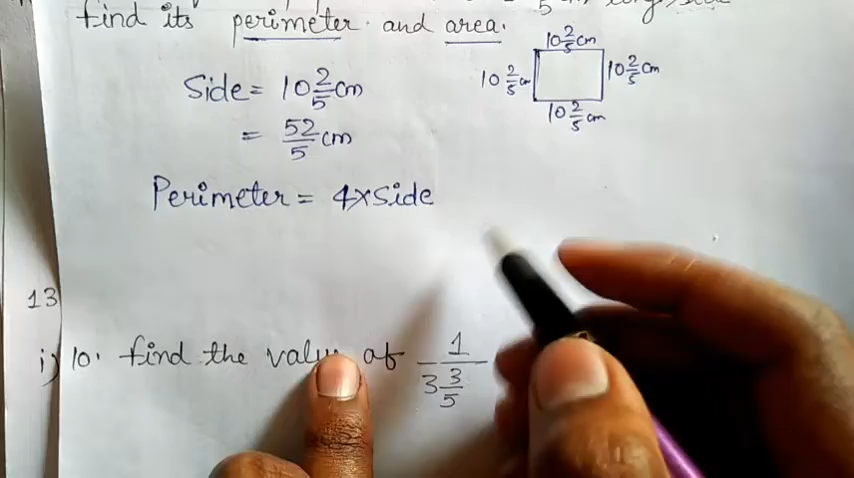 find its perimeter and area.
10 2/5 cm
10 2/5 cm
10 2/5 cm
10 2/5 cm
Side = 10 2/5 cm
= 52/5 cm
Perimeter = 4×Side
13
i) 10. find the value of 1/(3 3/5)